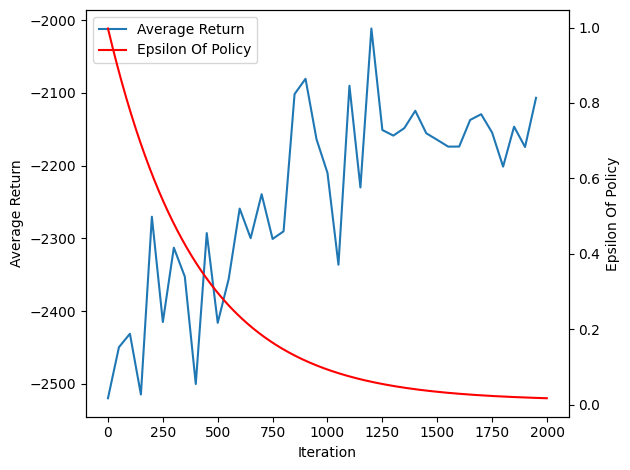 Average Return
Epsilon Of Policy
−2000
−2100
−2200
−2300
−2400
−2500
Average Return
1.0
0.8
0.6
0.4
0.2
0.0
Epsilon Of Policy
0 250 500 750 1000 1250 1500 1750 2000
Iteration